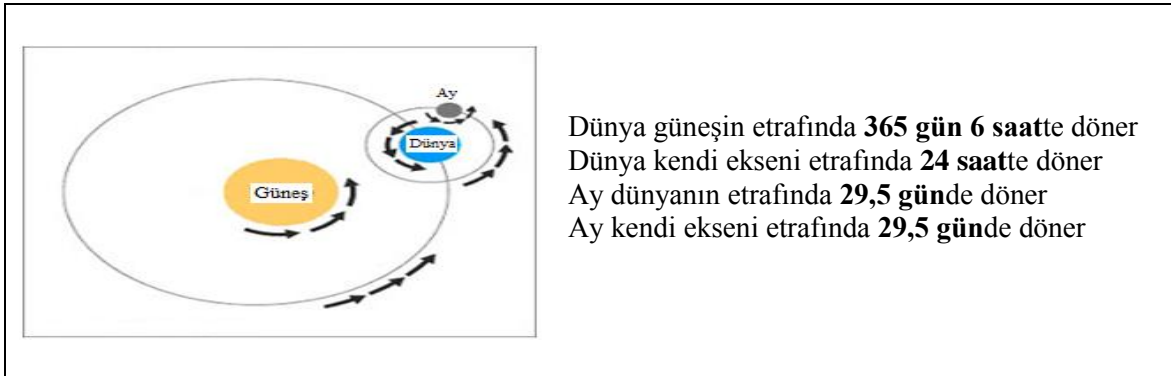 Ay
Dünya
Güneş
Dünya güneşin etrafında 365 gün 6 saatte döner
Dünya kendi ekseni etrafında 24 saatte döner
Ay dünyanın etrafında 29,5 günde döner
Ay kendi ekseni etrafında 29,5 günde döner